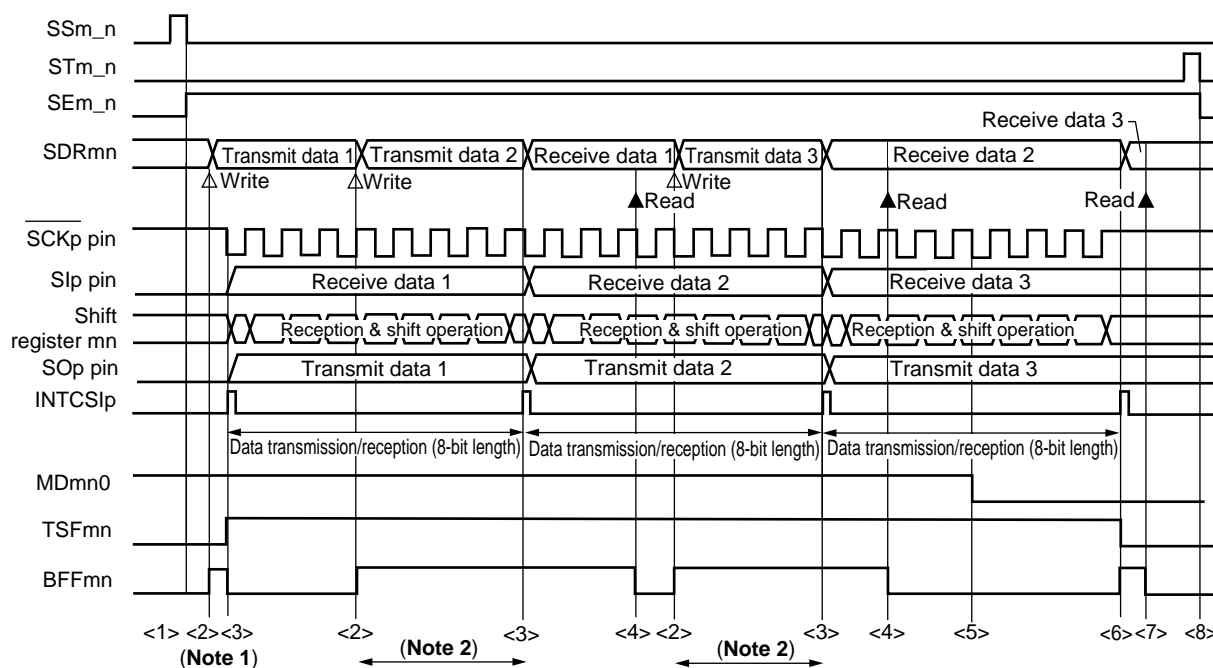 SSm_n
STm_n
SEm_n
Receive data 3
SDRmn
Transmit data 1 Transmit data 2 Receive data 1 Transmit data 3 Receive data 2
Write Write Read Write Read Read
SCKp pin
SIp pin
Receive data 1 Receive data 2 Receive data 3
Shift
register mn
Reception & shift operation Reception & shift operation Reception & shift operation
SOp pin
Transmit data 1 Transmit data 2 Transmit data 3
INTCSIp
Data transmission/reception (8-bit length) Data transmission/reception (8-bit length) Data transmission/reception (8-bit length)
MDmn0
TSFmn
BFFmn
<1> <2> <3> <2> <3> <4> <2> <3> <4> <5> <6> <7> <8>
(Note 1) (Note 2) (Note 2)